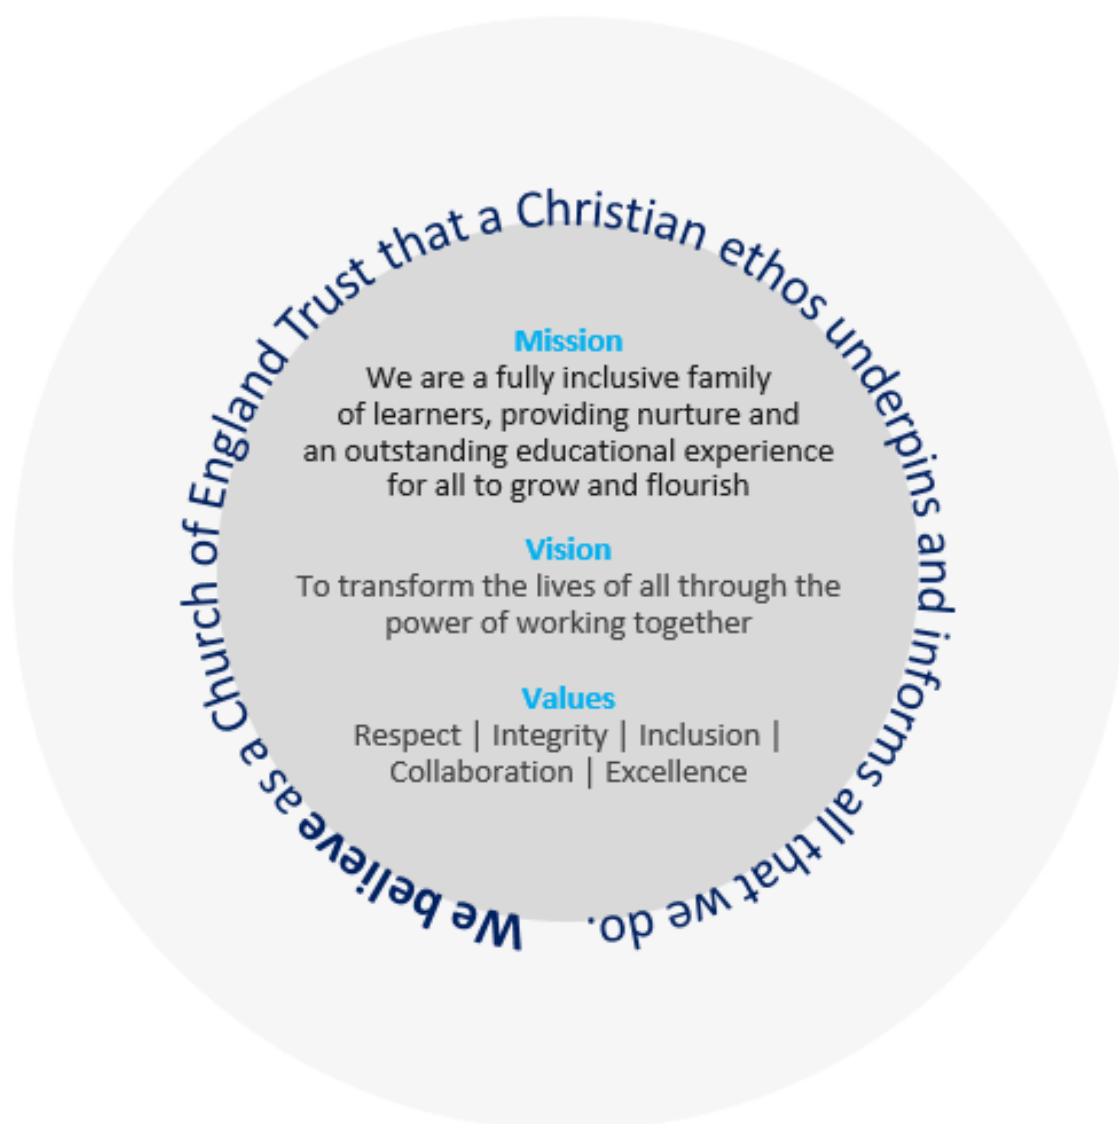 We believe as a Church of England Trust that a Christian ethos underpins and informs all that we do.
Mission
We are a fully inclusive family
of learners, providing nurture and
an outstanding educational experience
for all to grow and flourish
Vision
To transform the lives of all through the
power of working together
Values
Respect | Integrity | Inclusion |
Collaboration | Excellence